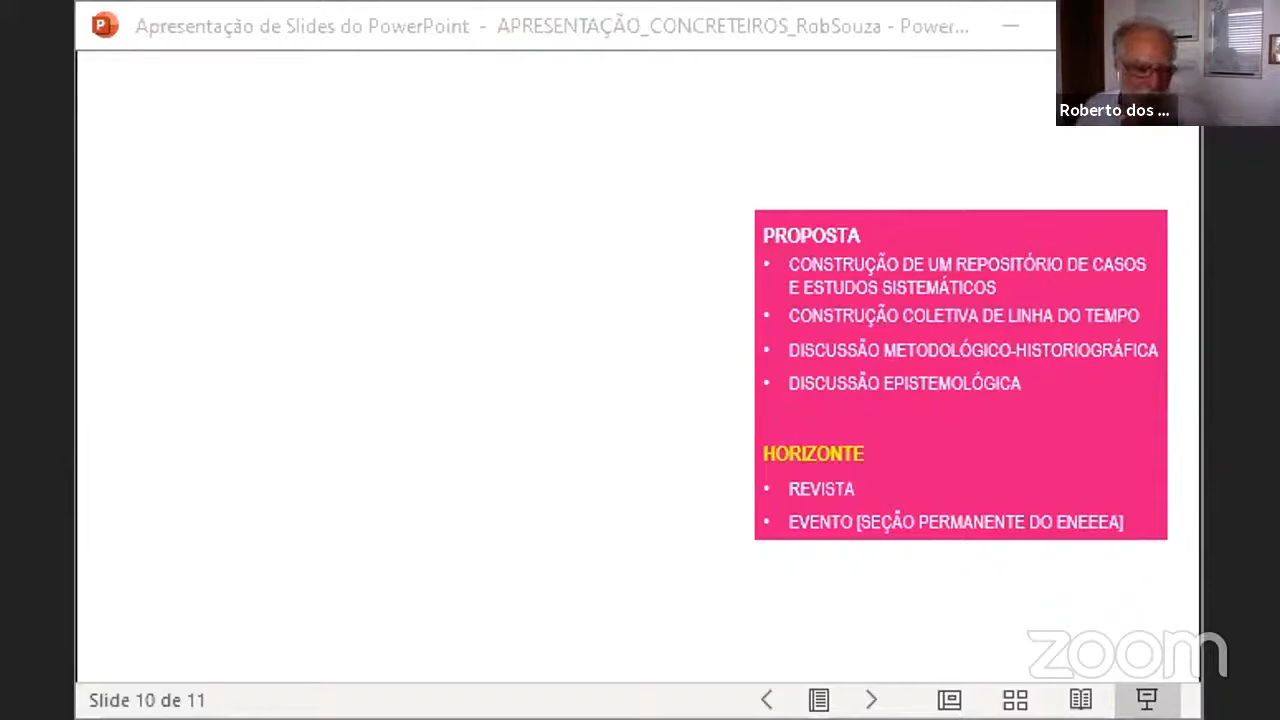 Apresentação de Slides do PowerPoint - APRESENTAÇÃO_CONCRETEIROS_RobSouza - Power...
Roberto dos ...
PROPOSTA
• CONSTRUÇÃO DE UM REPOSITÓRIO DE CASOS
E ESTUDOS SISTEMÁTICOS
• CONSTRUÇÃO COLETIVA DE LINHA DO TEMPO
• DISCUSSÃO METODOLÓGICO-HISTORIOGRÁFICA
• DISCUSSÃO EPISTEMOLÓGICA
HORIZONTE
• REVISTA
• EVENTO [SEÇÃO PERMANENTE DO ENEEEA]
zoom
Slide 10 de 11